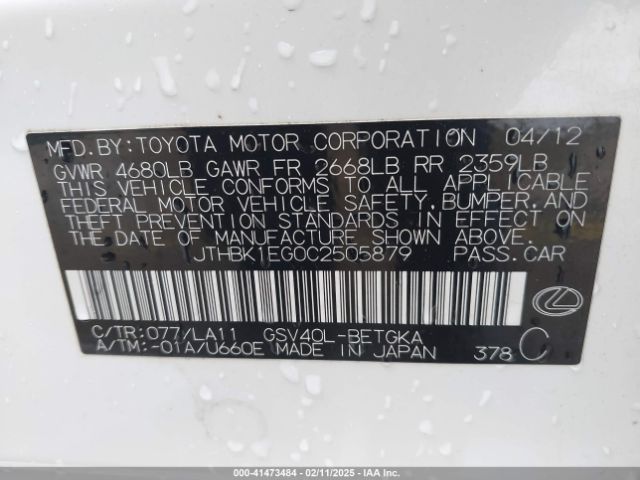 MFD.BY:TOYOTA MOTOR CORPORATION 04/12
GVWR 4680LB GAWR FR 2668LB RR 2359LB
THIS VEHICLE CONFORMS TO ALL APPLICABLE
FEDERAL MOTOR VEHICLE SAFETY,BUMPER,AND
THEFT PREVENTION STANDARDS IN EFFECT ON
THE DATE OF MANUFACTURE SHOWN ABOVE.
JTHBK1EG0C2505879 PASS.CAR
C/TR:077/LA11 GSV40L-BETGKA
A/TM:-01A/U660E MADE IN JAPAN 378 C
000-41473484 - 02/11/2025 - IAA Inc.